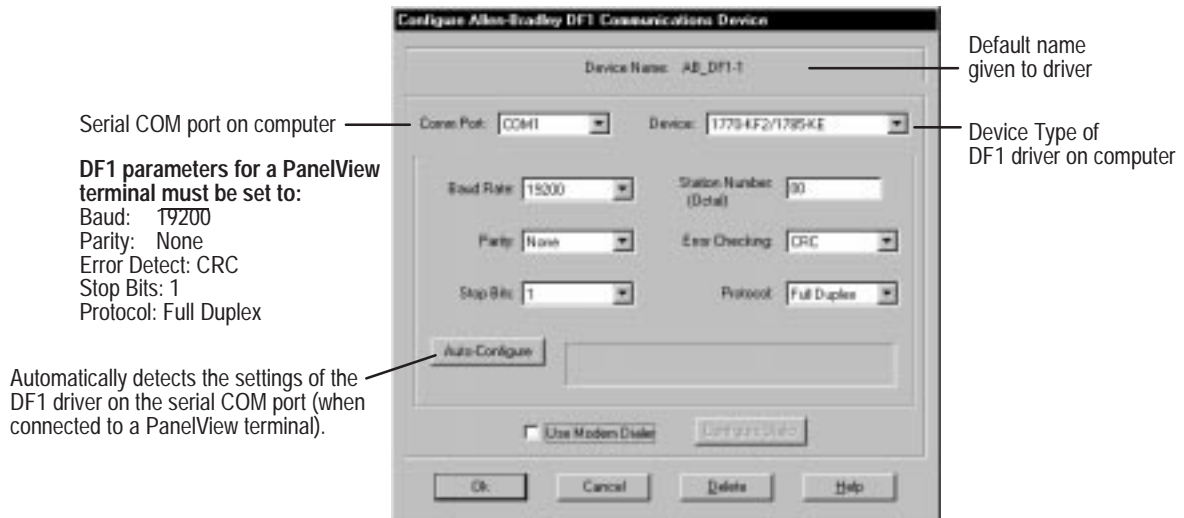 Configure Allen-Bradley DF1 Communications Device
Device Name: AB_DF1-1
Default name
given to driver
Serial COM port on computer
Comm Port: COM1
Device: 1770-KF2/1785-KE
Device Type of
DF1 driver on computer
DF1 parameters for a PanelView
terminal must be set to:
Baud: 19200
Parity: None
Error Detect: CRC
Stop Bits: 1
Protocol: Full Duplex
Baud Rate: 19200
Station Number: 00
(Octal)
Parity: None
Error Checking: CRC
Stop Bits: 1
Protocol: Full Duplex
Auto-Configure
Automatically detects the settings of the
DF1 driver on the serial COM port (when
connected to a PanelView terminal).
Use Modem Dialer
Ok
Cancel
Delete
Help